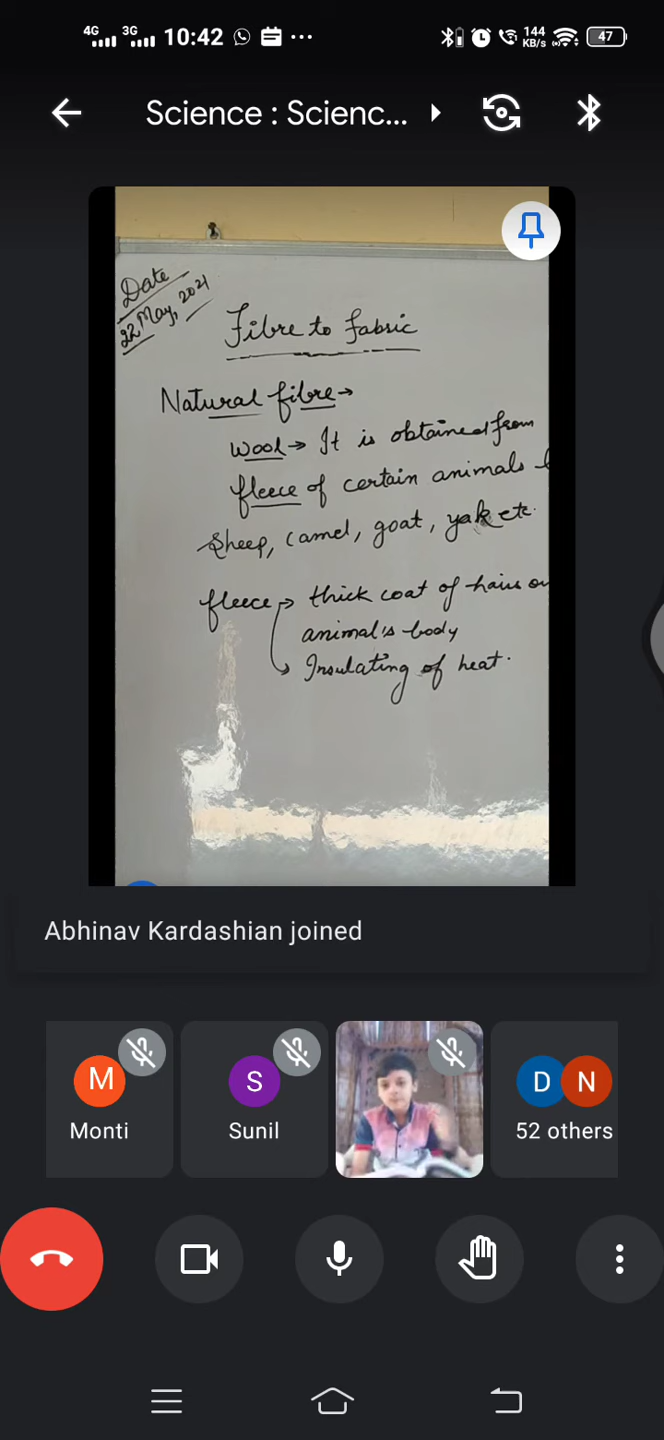 4G 3G 10:42 144 KB/s 47
Science : Scienc...
Date
22 May, 2021
Fibre to Fabric
Natural fibre→
Wool→ It is obtained from
fleece of certain animals
Sheep, Camel, goat, yak etc.
fleece→ thick coat of hairs on
animal's body
→ Insulating of heat.
Abhinav Kardashian joined
M S D N
Monti Sunil 52 others